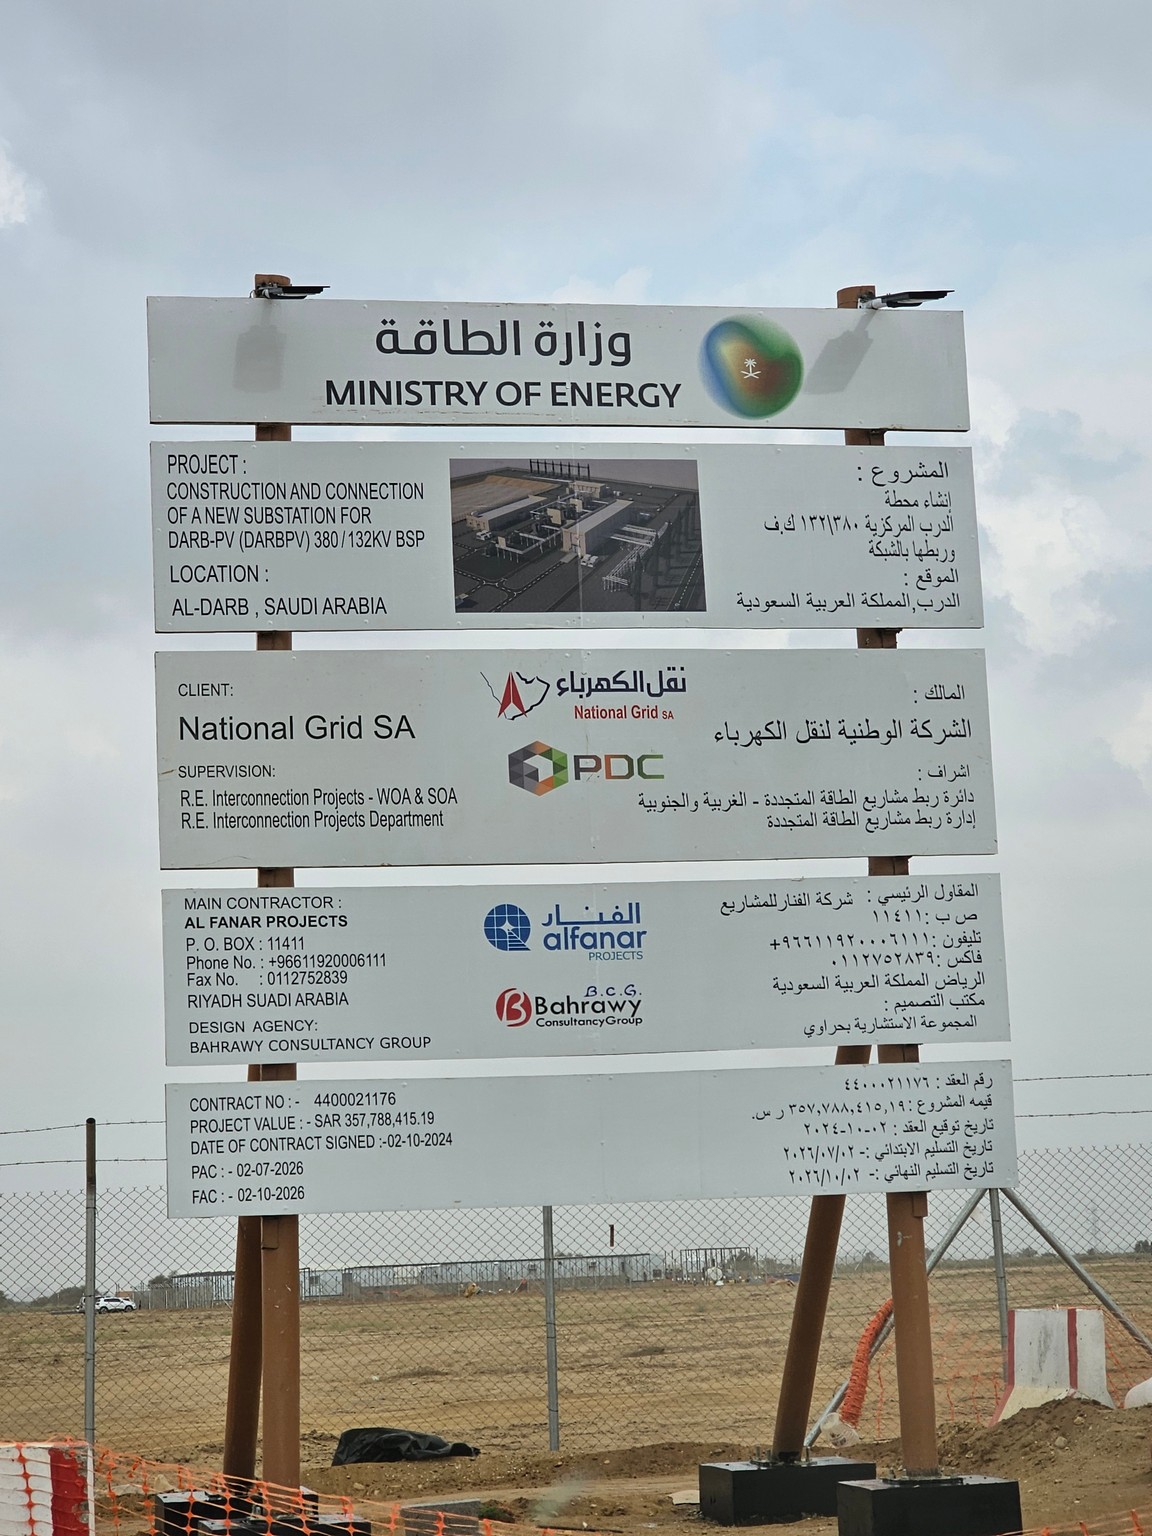 وزارة الطاقة
MINISTRY OF ENERGY
PROJECT :
CONSTRUCTION AND CONNECTION
OF A NEW SUBSTATION FOR
DARB-PV (DARBPV) 380 / 132KV BSP
LOCATION :
AL-DARB , SAUDI ARABIA
المشروع :
إنشاء محطة
الدرب المركزية ١٣٢\٣٨٠ ك.ف
وربطها بالشبكة
الموقع :
الدرب,المملكة العربية السعودية
CLIENT:
National Grid SA
SUPERVISION:
R.E. Interconnection Projects - WOA & SOA
R.E. Interconnection Projects Department
نقل الكهرباء
National Grid SA
PDC
المالك :
الشركة الوطنية لنقل الكهرباء
اشراف :
دائرة ربط مشاريع الطاقة المتجددة - الغربية والجنوبية
إدارة ربط مشاريع الطاقة المتجددة
MAIN CONTRACTOR :
AL FANAR PROJECTS
P. O. BOX : 11411
Phone No. : +96611920006111
Fax No. : 0112752839
RIYADH SUADI ARABIA
DESIGN AGENCY:
BAHRAWY CONSULTANCY GROUP
الفنار
alfanar
PROJECTS
B.C.G.
Bahrawy
Consultancy Group
المقاول الرئيسي : شركة الفنارللمشاريع
ص ب :١١٤١١
تليفون :٩٦٦١١٩٢٠٠٠٦١١١+
فاكس :٠١١٢٧٥٢٨٣٩
الرياض المملكة العربية السعودية
مكتب التصميم :
المجموعة الاستشارية بحراوي
CONTRACT NO : - 4400021176
PROJECT VALUE : - SAR 357,788,415.19
DATE OF CONTRACT SIGNED :-02-10-2024
PAC : - 02-07-2026
FAC : - 02-10-2026
رقم العقد : ٤٤٠٠٠٢١١٧٦
قيمه المشروع :٣٥٧,٧٨٨,٤١٥,١٩ ر س.
تاريخ توقيع العقد : ٠٢-١٠-٢٠٢٤
تاريخ التسليم الابتدائي :- ٢٠٢٦/٠٧/٠٢
تاريخ التسليم النهائي :- ٢٠٢٦/١٠/٠٢